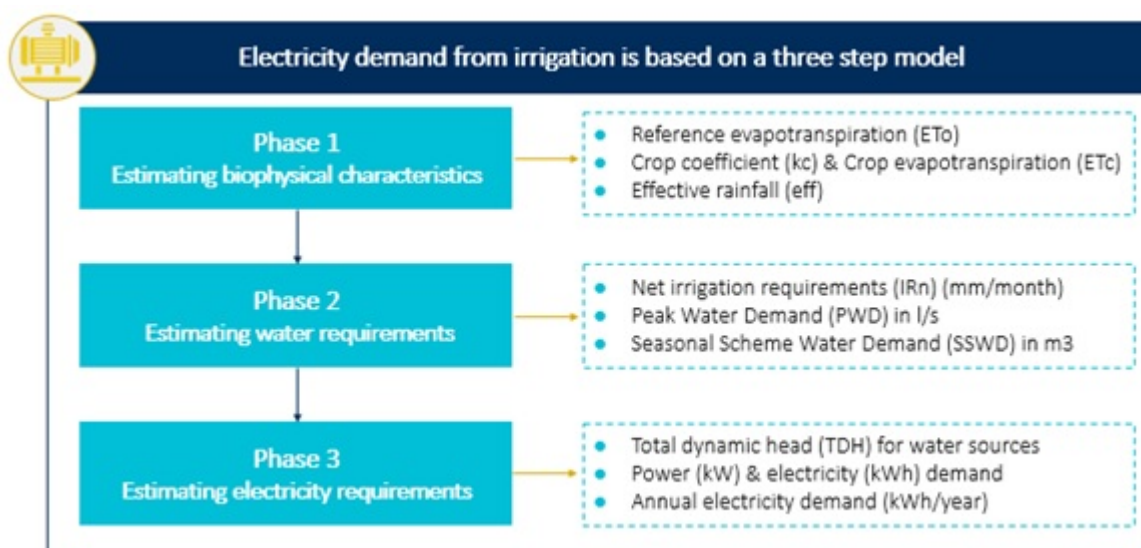 Electricity demand from irrigation is based on a three step model
Phase 1
Estimating biophysical characteristics
Reference evapotranspiration (ETo)
Crop coefficient (kc) & Crop evapotranspiration (ETc)
Effective rainfall (eff)
Phase 2
Estimating water requirements
Net irrigation requirements (IRn) (mm/month)
Peak Water Demand (PWD) in l/s
Seasonal Scheme Water Demand (SSWD) in m3
Phase 3
Estimating electricity requirements
Total dynamic head (TDH) for water sources
Power (kW) & electricity (kWh) demand
Annual electricity demand (kWh/year)